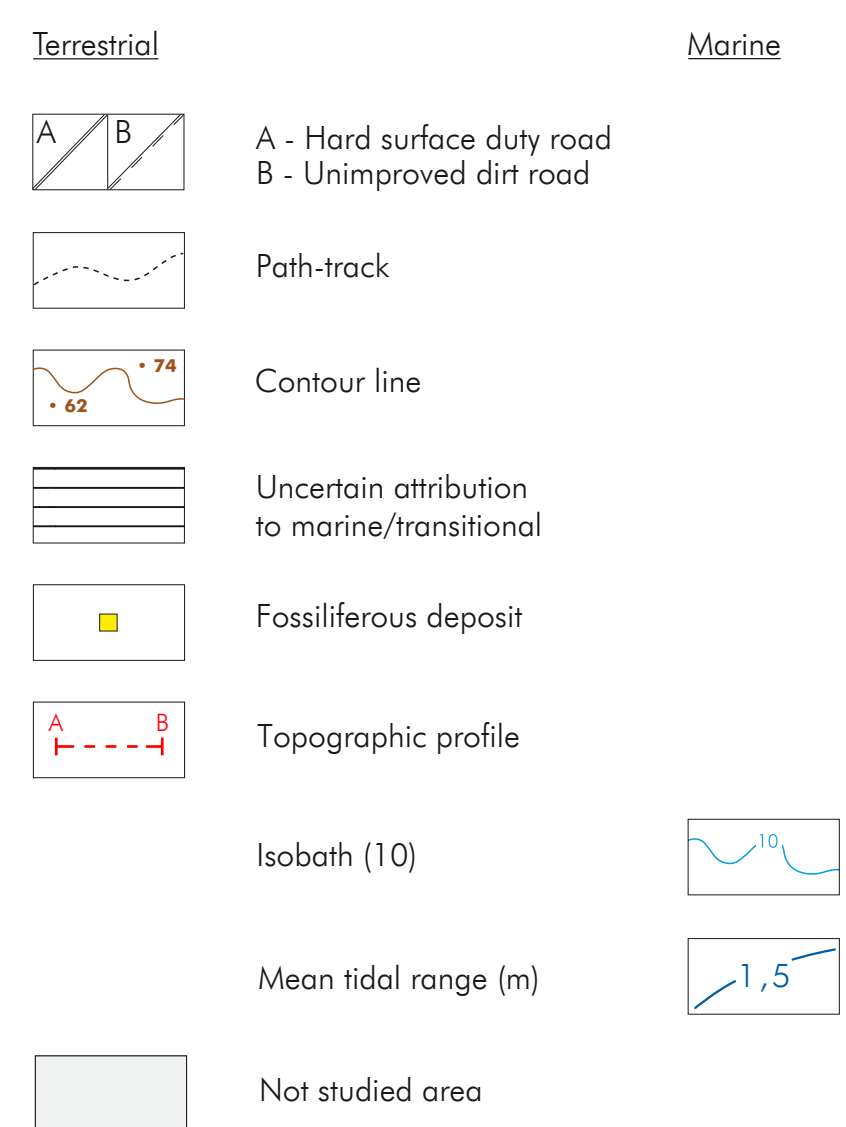 Terrestrial
Marine
A
B
A - Hard surface duty road
B - Unimproved dirt road
Path-track
74
62
Contour line
Uncertain attribution
to marine/transitional
Fossiliferous deposit
A
B
Topographic profile
Isobath (10)
10
Mean tidal range (m)
1,5
Not studied area